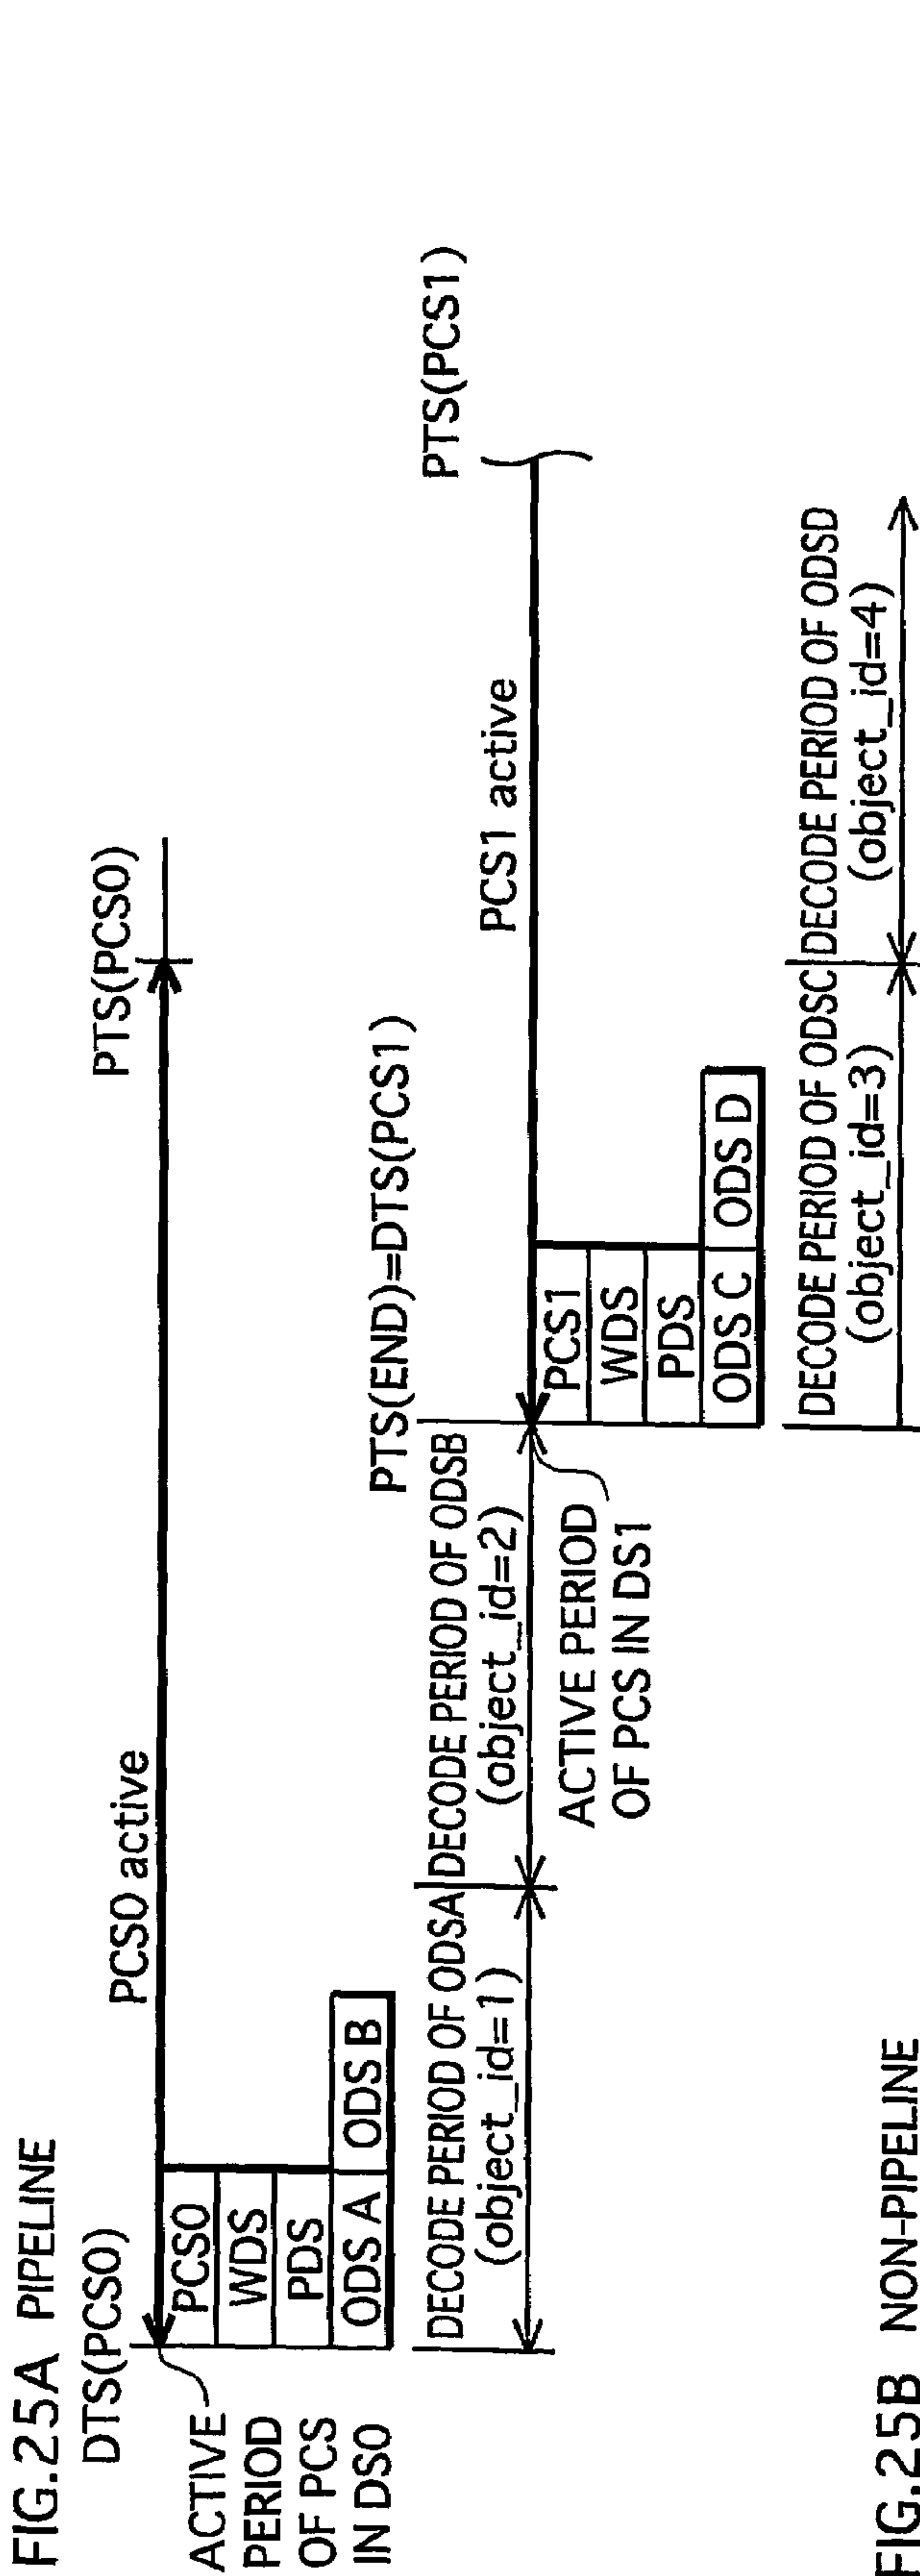 FIG.25A PIPELINE
DTS(PCS0)
PCS0 active
PTS(PCS0)
ACTIVE
PERIOD
OF PCS
IN DS0
PCS0
WDS
PDS
ODS A
ODS B
PTS(END)=DTS(PCS1)
PTS(PCS1)
DECODE PERIOD OF ODSA
(object_id=1)
DECODE PERIOD OF ODSB
(object_id=2)
PCS1 active
ACTIVE PERIOD
OF PCS IN DS1
PCS1
WDS
PDS
ODS C
ODS D
DECODE PERIOD OF ODSC
(object_id=3)
DECODE PERIOD OF ODSD
(object_id=4)
FIG.25B NON-PIPELINE